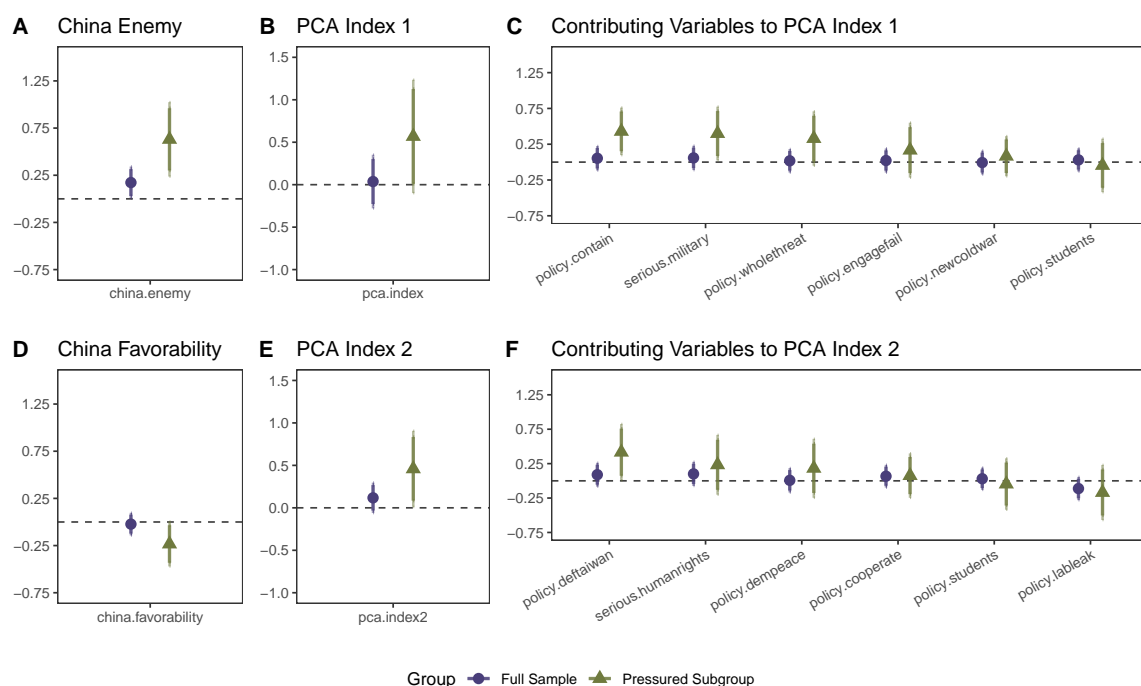 A China Enemy
1.25
0.75
0.25
−0.25
−0.75
china.enemy
B PCA Index 1
1.5
1.0
0.5
0.0
−0.5
−1.0
pca.index
C Contributing Variables to PCA Index 1
1.25
0.75
0.25
−0.25
−0.75
policy.contain
serious.military
policy.wholethreat
policy.engagefail
policy.newcoldwar
policy.students
D China Favorability
1.25
0.75
0.25
−0.25
−0.75
china.favorability
E PCA Index 2
1.5
1.0
0.5
0.0
−0.5
−1.0
pca.index2
F Contributing Variables to PCA Index 2
1.25
0.75
0.25
−0.25
−0.75
policy.deftaiwan
serious.humanrights
policy.dempeace
policy.cooperate
policy.students
policy.lableak
Group Full Sample Pressured Subgroup